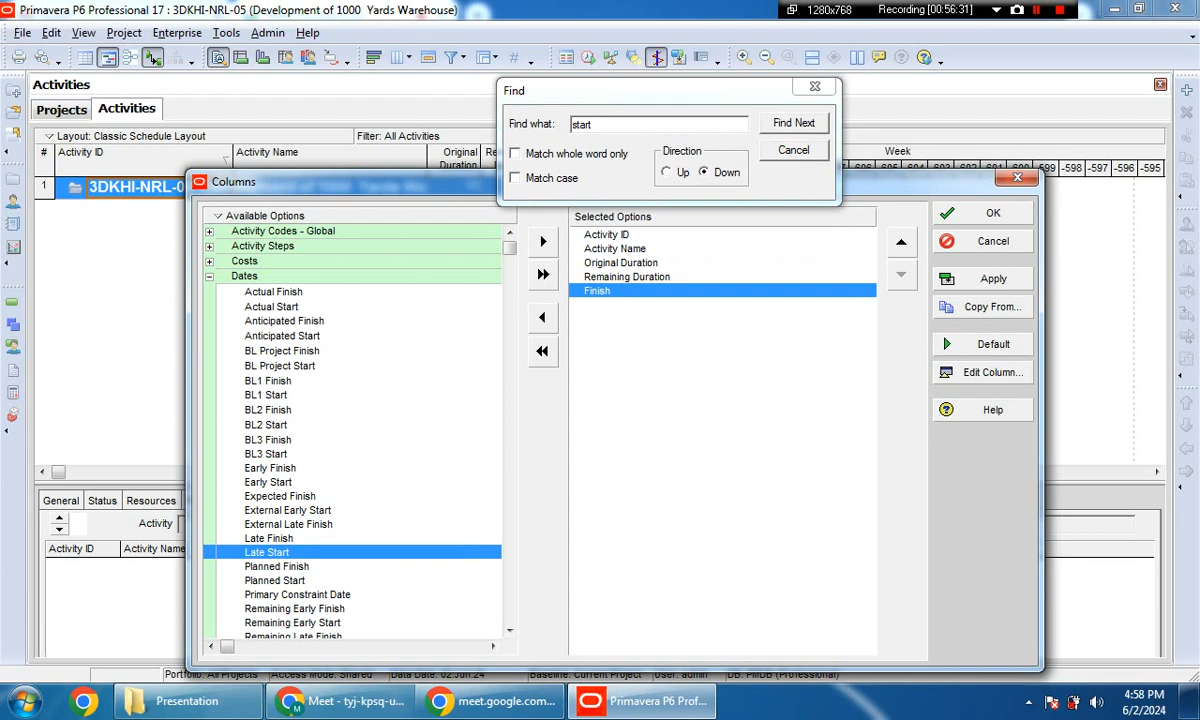 Primavera P6 Professional 17 : 3DKHI-NRL-05 (Development of 1000 Yards Warehouse)
1280x768
Recording [00:56:31]
File Edit View Project Enterprise Tools Admin Help
Activities
Projects Activities
Layout: Classic Schedule Layout
Filter: All Activities
# Activity ID Activity Name Original Duration
Week
-598 -597 -596 -595
1 3DKHI-NRL-0
Find
Find what: start
Find Next
Match whole word only
Direction
Cancel
Match case
Up Down
Columns
Available Options
Activity Codes - Global
Activity Steps
Costs
Dates
Actual Finish
Actual Start
Anticipated Finish
Anticipated Start
BL Project Finish
BL Project Start
BL1 Finish
BL1 Start
BL2 Finish
BL2 Start
BL3 Finish
BL3 Start
Early Finish
Early Start
Expected Finish
External Early Start
External Late Finish
Late Finish
Late Start
Planned Finish
Planned Start
Primary Constraint Date
Remaining Early Finish
Remaining Early Start
Remaining Late Finish
Selected Options
Activity ID
Activity Name
Original Duration
Remaining Duration
Finish
OK
Cancel
Apply
Copy From...
Default
Edit Column...
Help
General Status Resources
Activity
Activity ID Activity Name
Portfolio: All Projects Access Mode: Shared Data Date: 02.Jun.24 Baseline: Current Project User: admin DB: PMDB (Professional)
Presentation
Meet - tyj-kpsq-u...
meet.google.com...
Primavera P6 Prof...
4:58 PM
6/2/2024